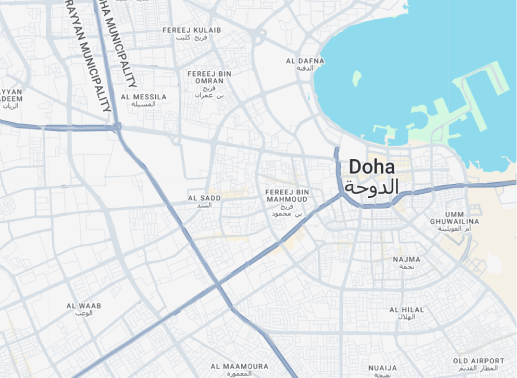 RAYYAN MUNICIPALITY
DOHA MUNICIPALITY
FEREEJ KULAIB
فريج كليب
AL DAFNA
الدفنة
FEREEJ BIN
OMRAN
فريج
بن عمران
AL MESSILA
المسيلة
الريان
Doha
الدوحة
AL SADD
السد
FEREEJ BIN
MAHMOUD
فريج
بن محمود
UMM
GHUWAILINA
أم الغويلينة
NAJMA
نجمة
AL WAAB
الوعب
AL HILAL
الهلال
AL MAAMOURA
المعمورة
NUAIJA
نعيجة
OLD AIRPORT
المطار القديم